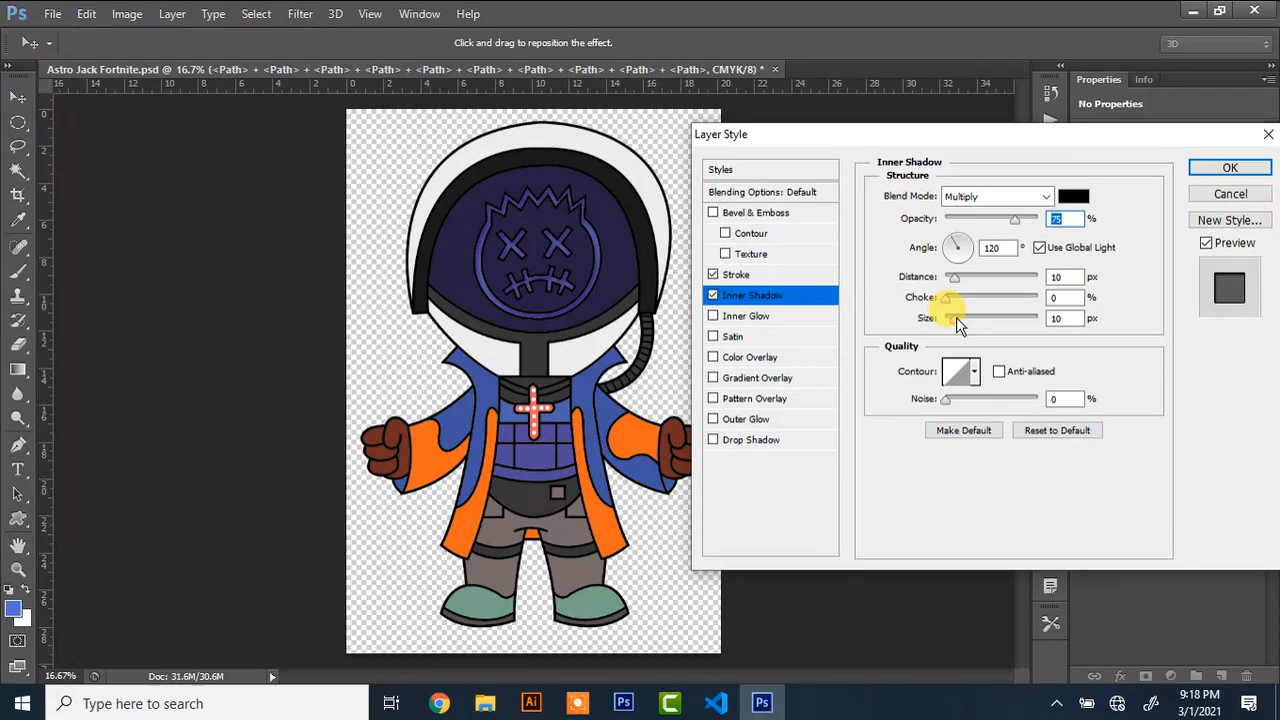 Ps File Edit Image Layer Type Select Filter 3D View Window Help
Click and drag to reposition the effect.
3D
Astro Jack Fortnite.psd @ 16.7% (<Path> + <Path> + <Path> + <Path> + <Path> + <Path> + <Path> + <Path> + <Path>, CMYK/8) *
Properties Info
No Properties
Layer Style
Styles
Blending Options: Default
Bevel & Emboss
Contour
Texture
Stroke
Inner Shadow
Inner Glow
Satin
Color Overlay
Gradient Overlay
Pattern Overlay
Outer Glow
Drop Shadow
Inner Shadow
Structure
Blend Mode: Multiply
Opacity: 75 %
Angle: 120 ° Use Global Light
Distance: 10 px
Choke: 0 %
Size: 10 px
Quality
Contour: Anti-aliased
Noise: 0 %
Make Default Reset to Default
OK
Cancel
New Style...
Preview
16.67% Doc: 31.6M/30.6M
Type here to search
Ai Ps Ps
9:18 PM
3/1/2021